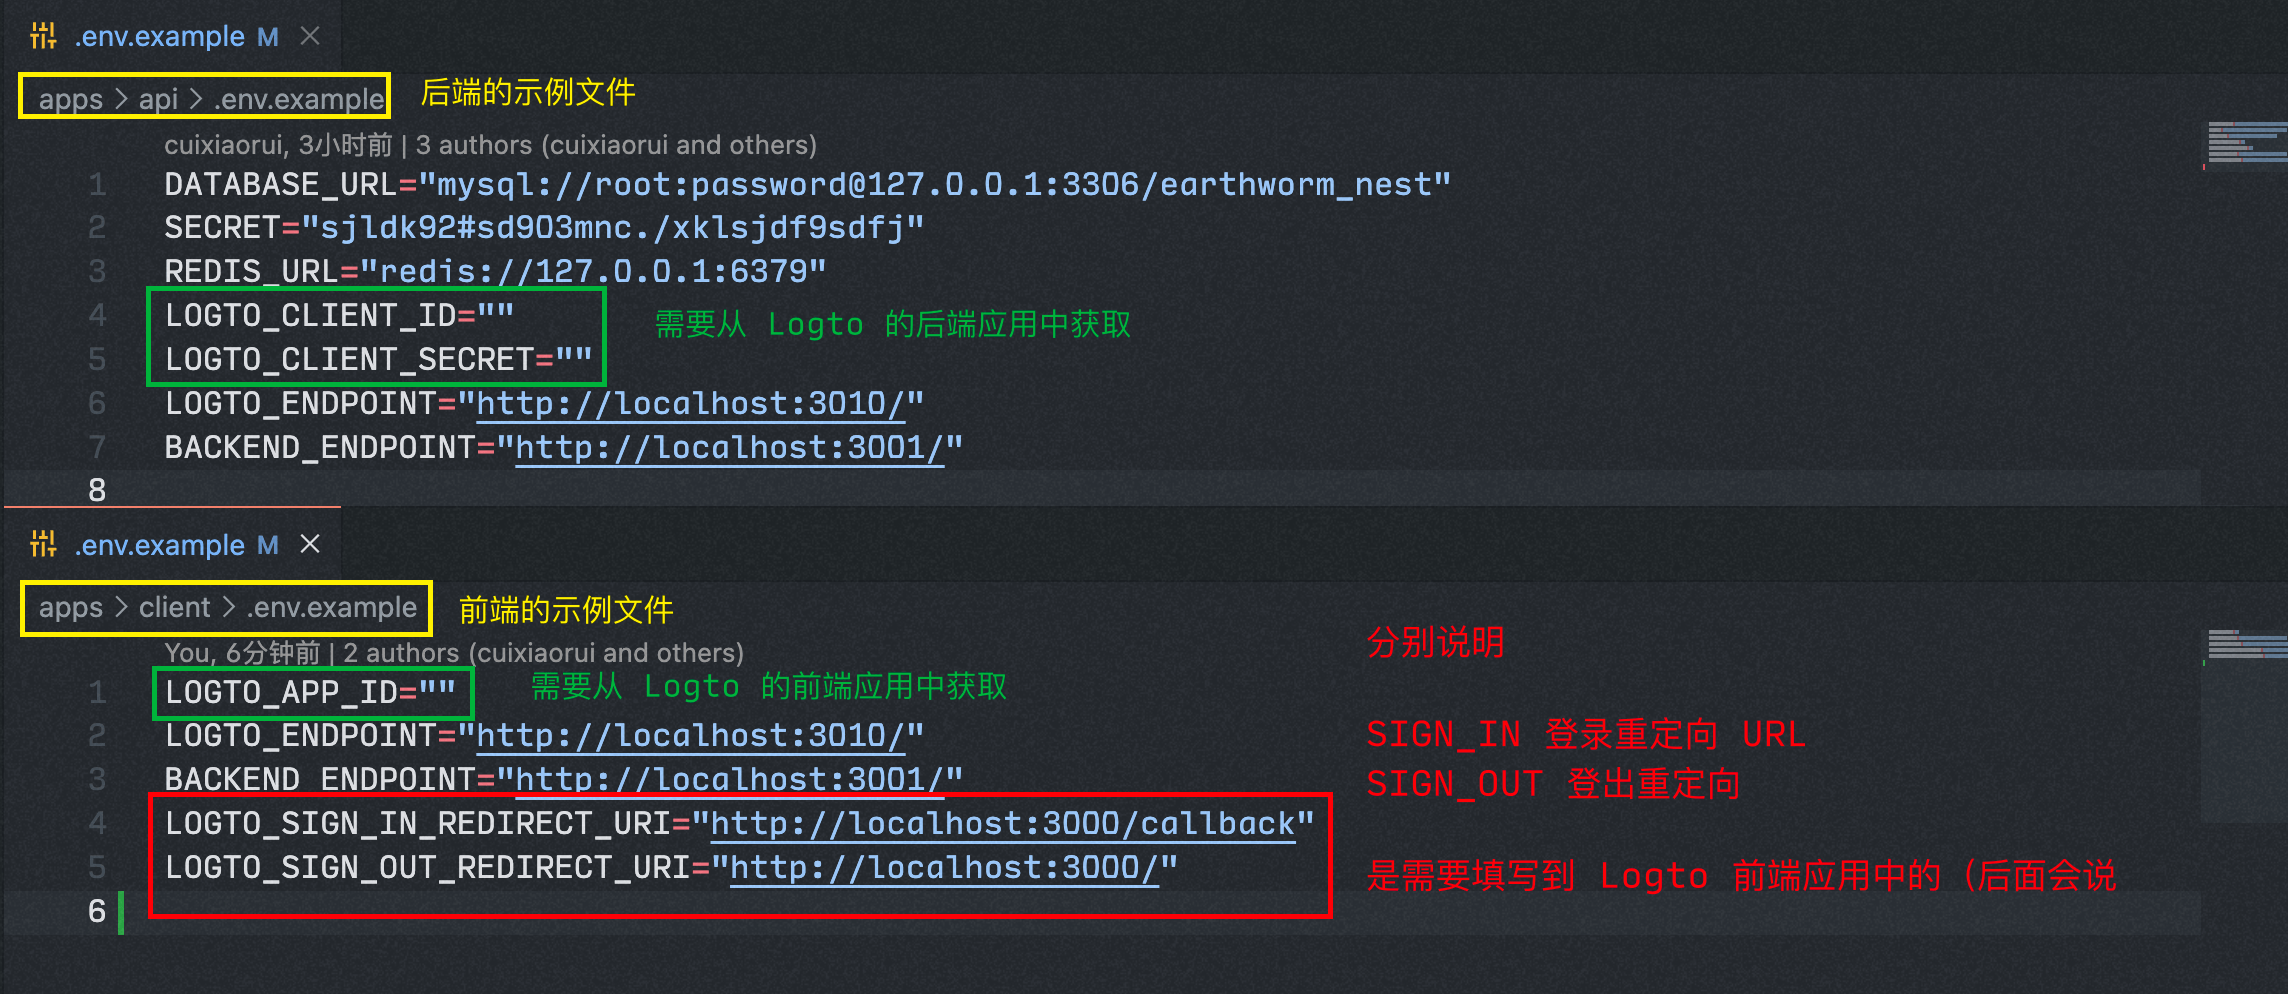 .env.example M
apps > api > .env.example 后端的示例文件
cuixiaorui, 3小时前 | 3 authors (cuixiaorui and others)
1 DATABASE_URL="mysql://root:password@127.0.0.1:3306/earthworm_nest"
2 SECRET="sjldk92#sd903mnc./xklsjdf9sdfj"
3 REDIS_URL="redis://127.0.0.1:6379"
4 LOGTO_CLIENT_ID="" 需要从 Logto 的后端应用中获取
5 LOGTO_CLIENT_SECRET=""
6 LOGTO_ENDPOINT="http://localhost:3010/"
7 BACKEND_ENDPOINT="http://localhost:3001/"
8
.env.example M
apps > client > .env.example 前端的示例文件
You, 6分钟前 | 2 authors (cuixiaorui and others)
1 LOGTO_APP_ID="" 需要从 Logto 的前端应用中获取
2 LOGTO_ENDPOINT="http://localhost:3010/"
3 BACKEND_ENDPOINT="http://localhost:3001/"
4 LOGTO_SIGN_IN_REDIRECT_URI="http://localhost:3000/callback"
5 LOGTO_SIGN_OUT_REDIRECT_URI="http://localhost:3000/"
6
分别说明
SIGN_IN 登录重定向 URL
SIGN_OUT 登出重定向
是需要填写到 Logto 前端应用中的（后面会说